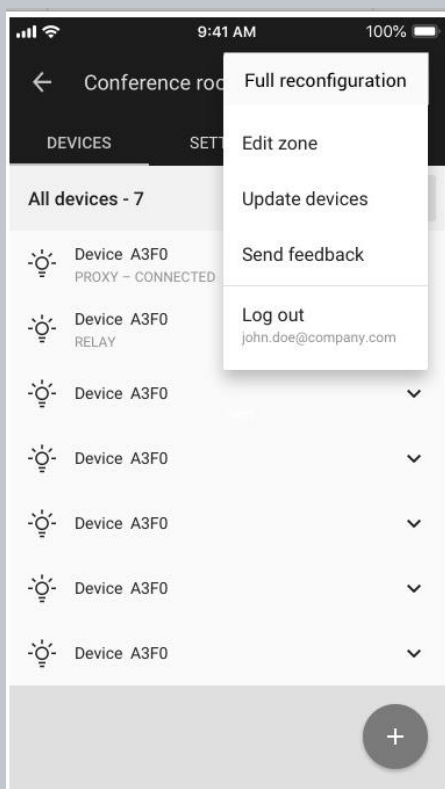 9:41 AM
100%
Conference roo
Full reconfiguration
DEVICES
SETT
Edit zone
All devices - 7
Update devices
Device A3F0
PROXY – CONNECTED
Send feedback
Device A3F0
RELAY
Log out
john.doe@company.com
Device A3F0
Device A3F0
Device A3F0
Device A3F0
Device A3F0